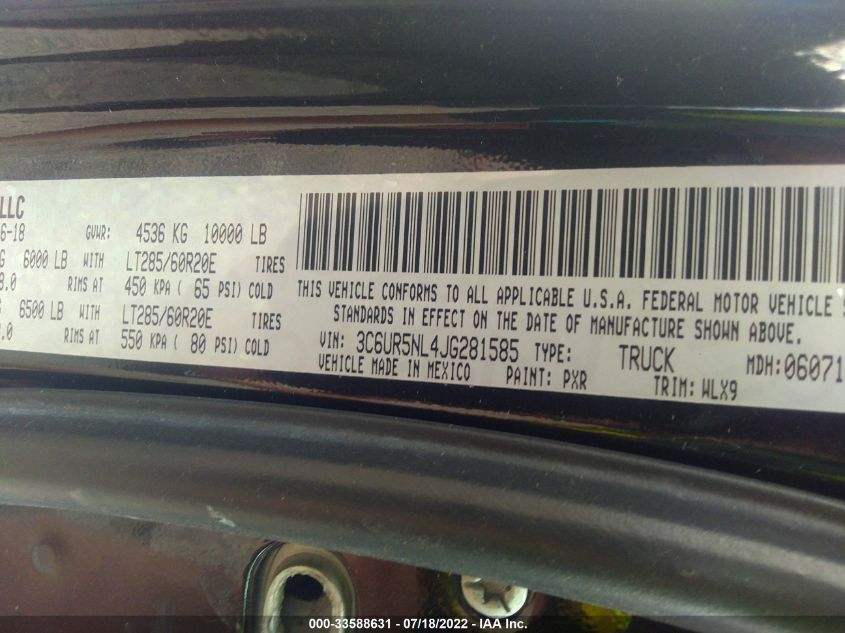 LLC
6-18 GVWR: 4536 KG 10000 LB
G 6000 LB WITH LT285/60R20E TIRES
8.0 RIMS AT 450 KPA ( 65 PSI) COLD
G 6500 LB WITH LT285/60R20E TIRES
.0 RIMS AT 550 KPA ( 80 PSI) COLD
THIS VEHICLE CONFORMS TO ALL APPLICABLE U.S.A. FEDERAL MOTOR VEHICLE S
STANDARDS IN EFFECT ON THE DATE OF MANUFACTURE SHOWN ABOVE.
VIN: 3C6UR5NL4JG281585 TYPE: TRUCK MDH: 06071
VEHICLE MADE IN MEXICO PAINT: PXR TRIM: WLX9
000-33588631 - 07/18/2022 - IAA Inc.